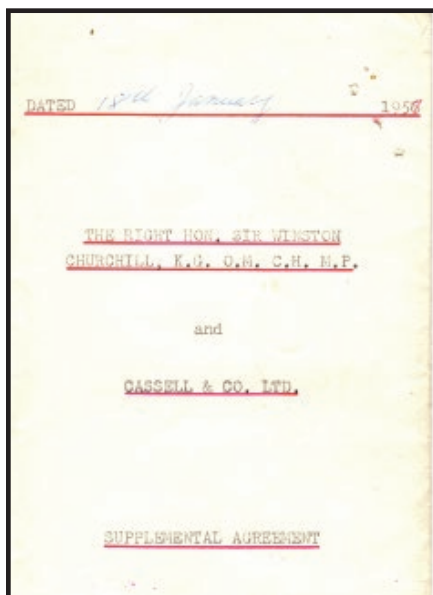 DATED 18th January 1956
THE RIGHT HON. SIR WINSTON
CHURCHILL, K.G. O.M. C.H. M.P.
and
CASSELL & CO. LTD.
SUPPLEMENTAL AGREEMENT